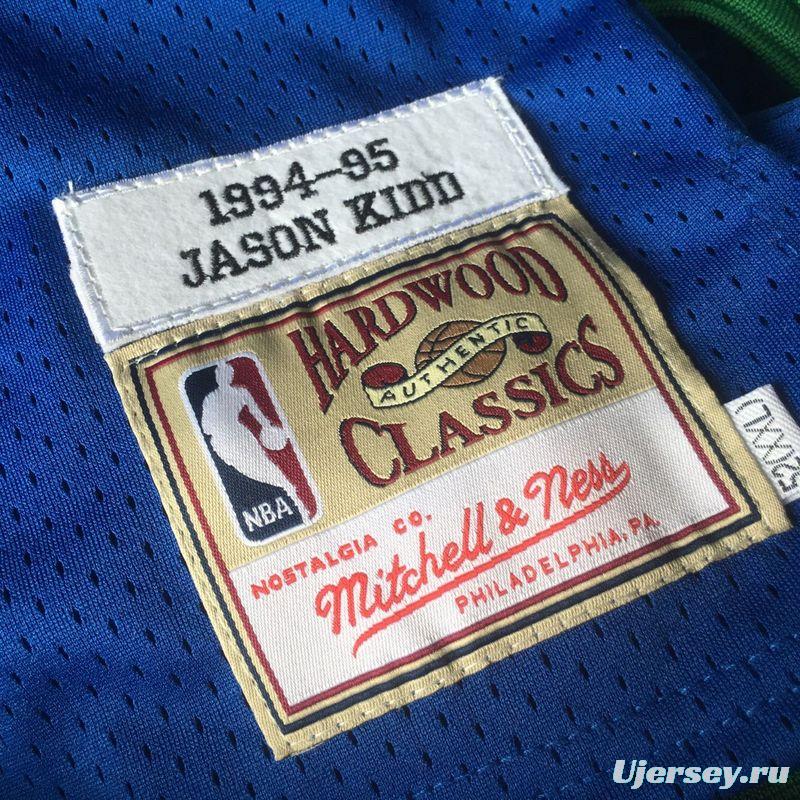 1994-95
JASON KIDD
HARDWOOD
AUTHENTIC
CLASSICS
NBA
NOSTALGIA CO.
Mitchell & Ness
PHILADELPHIA, PA.
Ujersey.ru